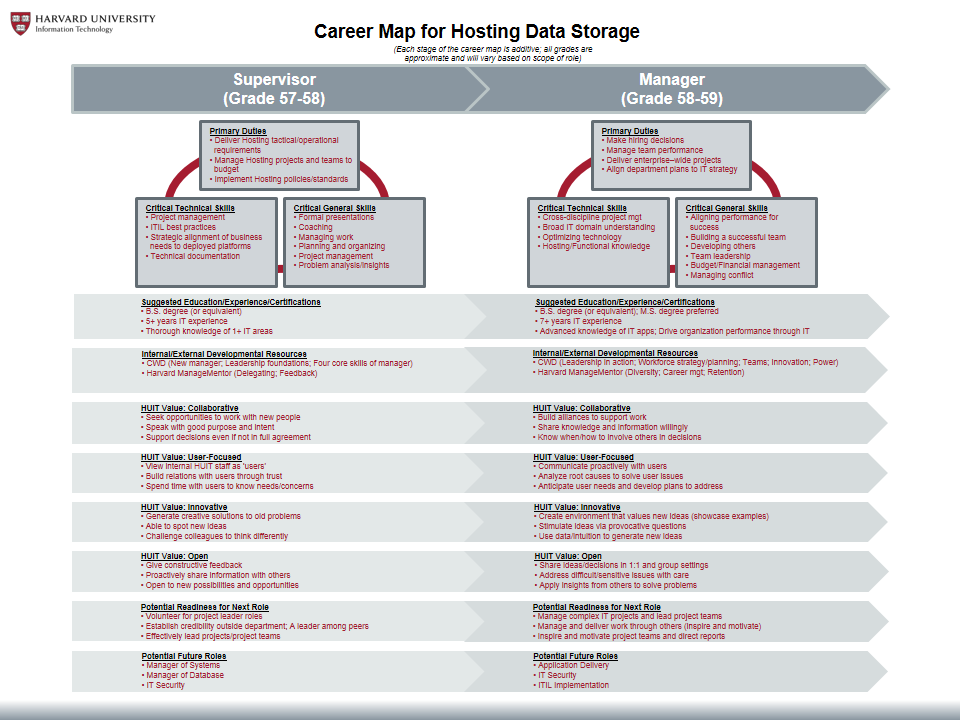 HARVARD UNIVERSITY
Information Technology
Career Map for Hosting Data Storage
(Each stage of the career map is additive; all grades are
approximate and will vary based on scope of role)
Supervisor
(Grade 57-58)
Manager
(Grade 58-59)
Primary Duties
• Deliver Hosting tactical/operational
requirements
• Manage Hosting projects and teams to
budget
• Implement Hosting policies/standards
Critical Technical Skills
• Project management
• ITIL best practices
• Strategic alignment of business
needs to deployed platforms
• Technical documentation
Critical General Skills
• Formal presentations
• Coaching
• Managing work
• Planning and organizing
• Project management
• Problem analysis/insights
Primary Duties
• Make hiring decisions
• Manage team performance
• Deliver enterprise–wide projects
• Align department plans to IT strategy
Critical Technical Skills
• Cross-discipline project mgt
• Broad IT domain understanding
• Optimizing technology
• Hosting/Functional knowledge
Critical General Skills
• Aligning performance for
success
• Building a successful team
• Developing others
• Team leadership
• Budget/Financial management
• Managing conflict
Suggested Education/Experience/Certifications
• B.S. degree (or equivalent)
• 5+ years IT experience
• Thorough knowledge of 1+ IT areas
Suggested Education/Experience/Certifications
• B.S. degree (or equivalent); M.S. degree preferred
• 7+ years IT experience
• Advanced knowledge of IT apps; Drive organization performance through IT
Internal/External Developmental Resources
• CWD (New manager; Leadership foundations; Four core skills of manager)
• Harvard ManageMentor (Delegating; Feedback)
Internal/External Developmental Resources
• CWD (Leadership in action; Workforce strategy/planning; Teams; Innovation; Power)
• Harvard ManageMentor (Diversity; Career mgt; Retention)
HUIT Value: Collaborative
• Seek opportunities to work with new people
• Speak with good purpose and intent
• Support decisions even if not in full agreement
HUIT Value: Collaborative
• Build alliances to support work
• Share knowledge and information willingly
• Know when/how to involve others in decisions
HUIT Value: User-Focused
• View internal HUIT staff as 'users'
• Build relations with users through trust
• Spend time with users to know needs/concerns
HUIT Value: User-Focused
• Communicate proactively with users
• Analyze root causes to solve user issues
• Anticipate user needs and develop plans to address
HUIT Value: Innovative
• Generate creative solutions to old problems
• Able to spot new ideas
• Challenge colleagues to think differently
HUIT Value: Innovative
• Create environment that values new ideas (showcase examples)
• Stimulate ideas via provocative questions
• Use data/intuition to generate new ideas
HUIT Value: Open
• Give constructive feedback
• Proactively share information with others
• Open to new possibilities and opportunities
HUIT Value: Open
• Share ideas/decisions in 1:1 and group settings
• Address difficult/sensitive issues with care
• Apply insights from others to solve problems
Potential Readiness for Next Role
• Volunteer for project leader roles
• Establish credibility outside department; A leader among peers
• Effectively lead projects/project teams
Potential Readiness for Next Role
• Manage complex IT projects and lead project teams
• Manage and deliver work through others (inspire and motivate)
• Inspire and motivate project teams and direct reports
Potential Future Roles
• Manager of Systems
• Manager of Database
• IT Security
Potential Future Roles
• Application Delivery
• IT Security
• ITIL Implementation